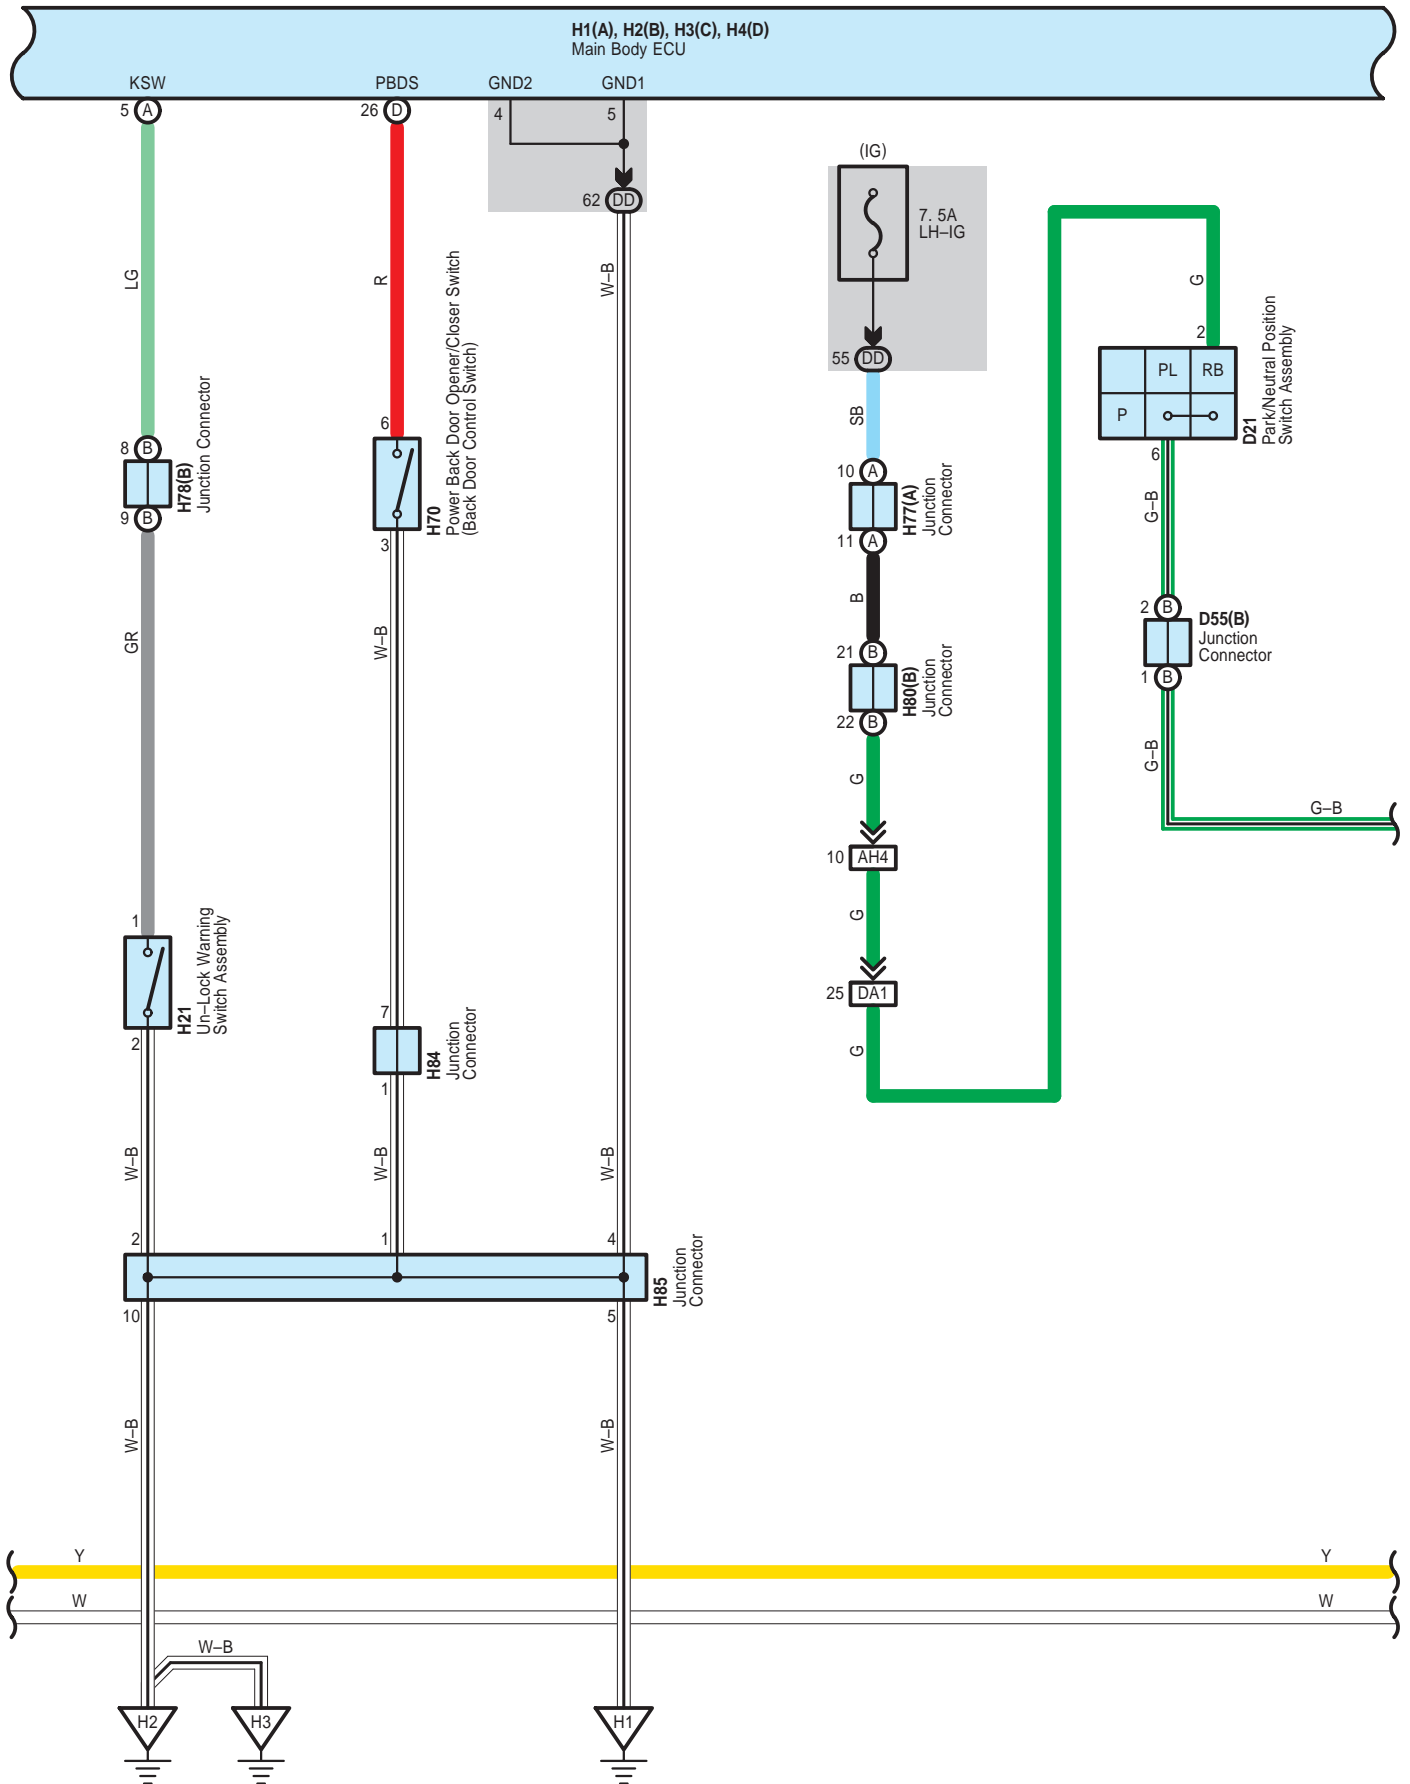 H1(A), H2(B), H3(C), H4(D)
Main Body ECU
KSW
PBDS
GND2
GND1
5 A
26 D
4
5
62 DD
(IG)
7. 5A
LH–IG
55 DD
LG
R
W–B
SB
G
Power Back Door Opener/Closer Switch
(Back Door Control Switch)
H70
6
3
8 B
9 B
H78(B)
Junction Connector
10 A
11 A
H77(A)
Junction
Connector
2
PL RB
P
6
D21
Park/Neutral Position
Switch Assembly
G–B
2 B
1 B
D55(B)
Junction
Connector
G–B
G–B
GR
W–B
B
21 B
22 B
H80(B)
Junction
Connector
G
10 AH4
G
25 DA1
G
1
2
H21
Un–Lock Warning
Switch Assembly
7
1
H84
Junction
Connector
W–B
W–B
W–B
2
1
4
10
5
H85
Junction
Connector
W–B
W–B
Y
Y
W
W
W–B
H2
H3
H1